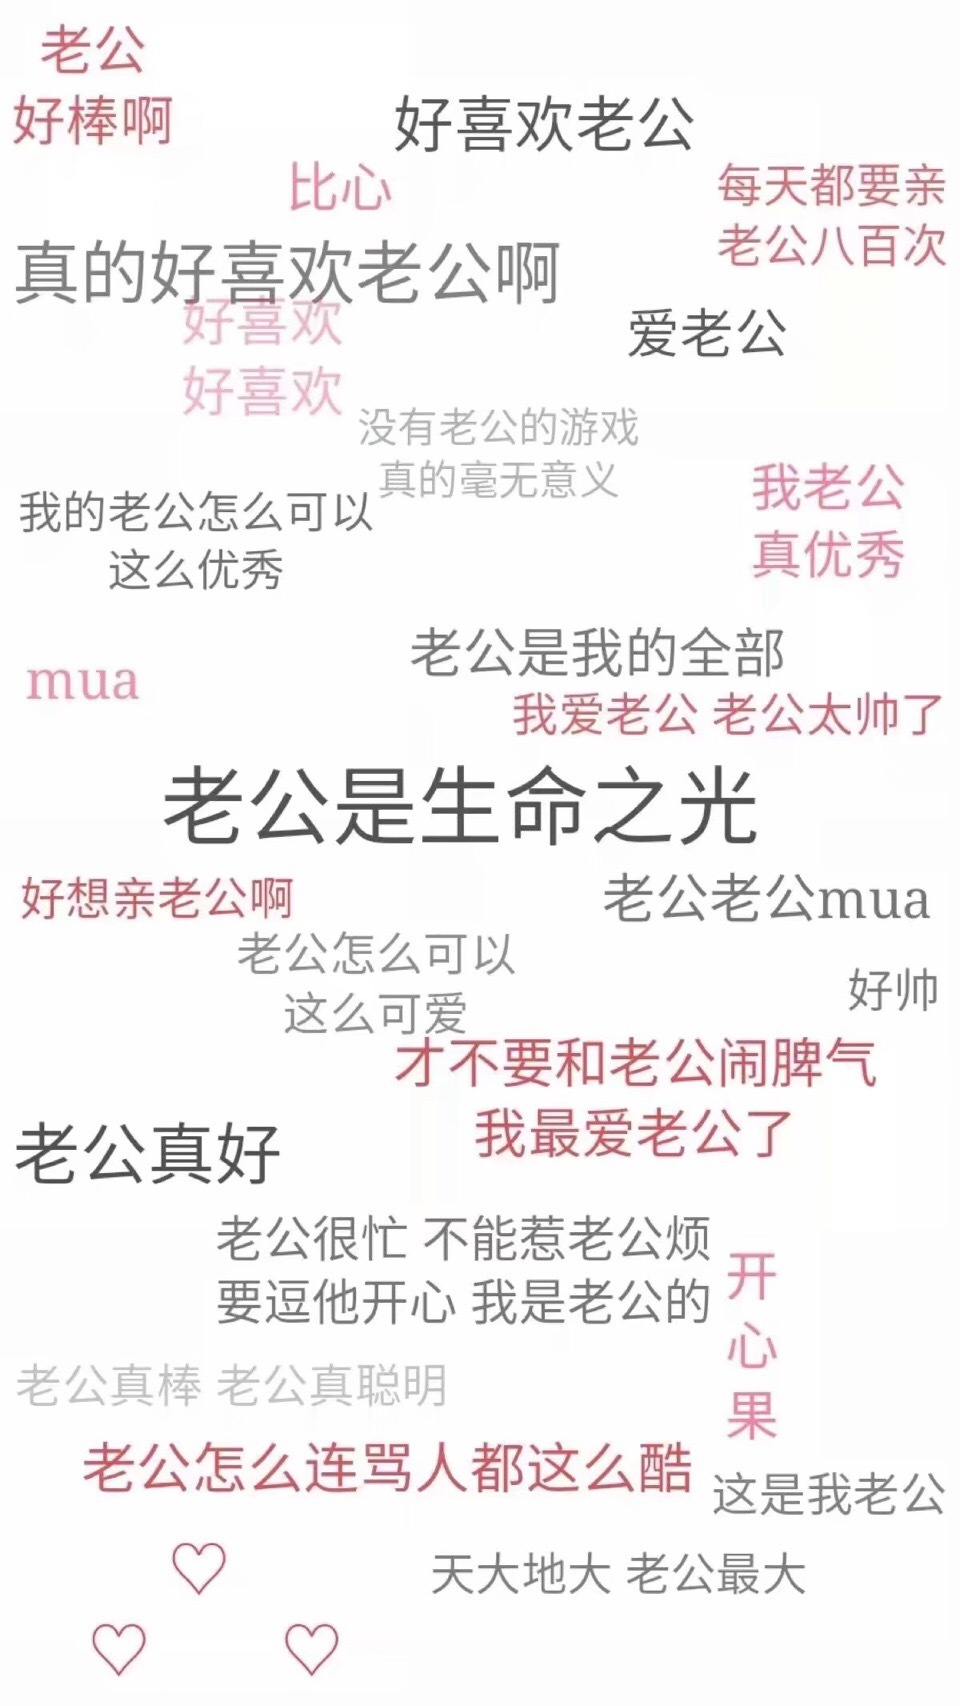 老公
好棒啊
好喜欢老公
比心
每天都要亲
老公八百次
真的好喜欢老公啊
好喜欢
好喜欢
爱老公
没有老公的游戏
真的毫无意义
我老公
真优秀
我的老公怎么可以
这么优秀
老公是我的全部
mua
我爱老公 老公太帅了
老公是生命之光
好想亲老公啊
老公老公mua
老公怎么可以
这么可爱
好帅
才不要和老公闹脾气
我最爱老公了
老公真好
老公很忙 不能惹老公烦
要逗他开心 我是老公的
开
心
果
老公真棒 老公真聪明
老公怎么连骂人都这么酷
这是我老公
天大地大 老公最大